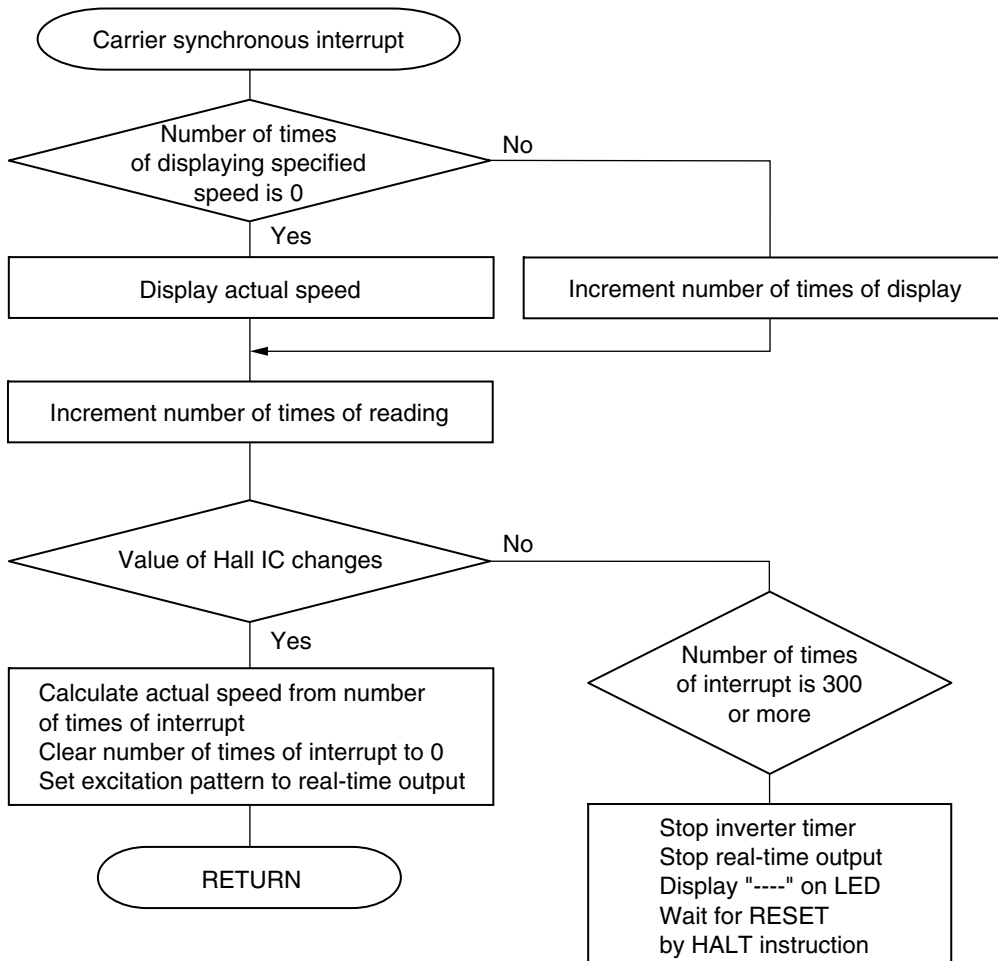 Carrier synchronous interrupt
Number of times
of displaying specified
speed is 0
No
Yes
Display actual speed
Increment number of times of display
Increment number of times of reading
Value of Hall IC changes
No
Yes
Number of times
of interrupt is 300
or more
Calculate actual speed from number
of times of interrupt
Clear number of times of interrupt to 0
Set excitation pattern to real-time output
Stop inverter timer
Stop real-time output
Display "----" on LED
Wait for RESET
by HALT instruction
RETURN